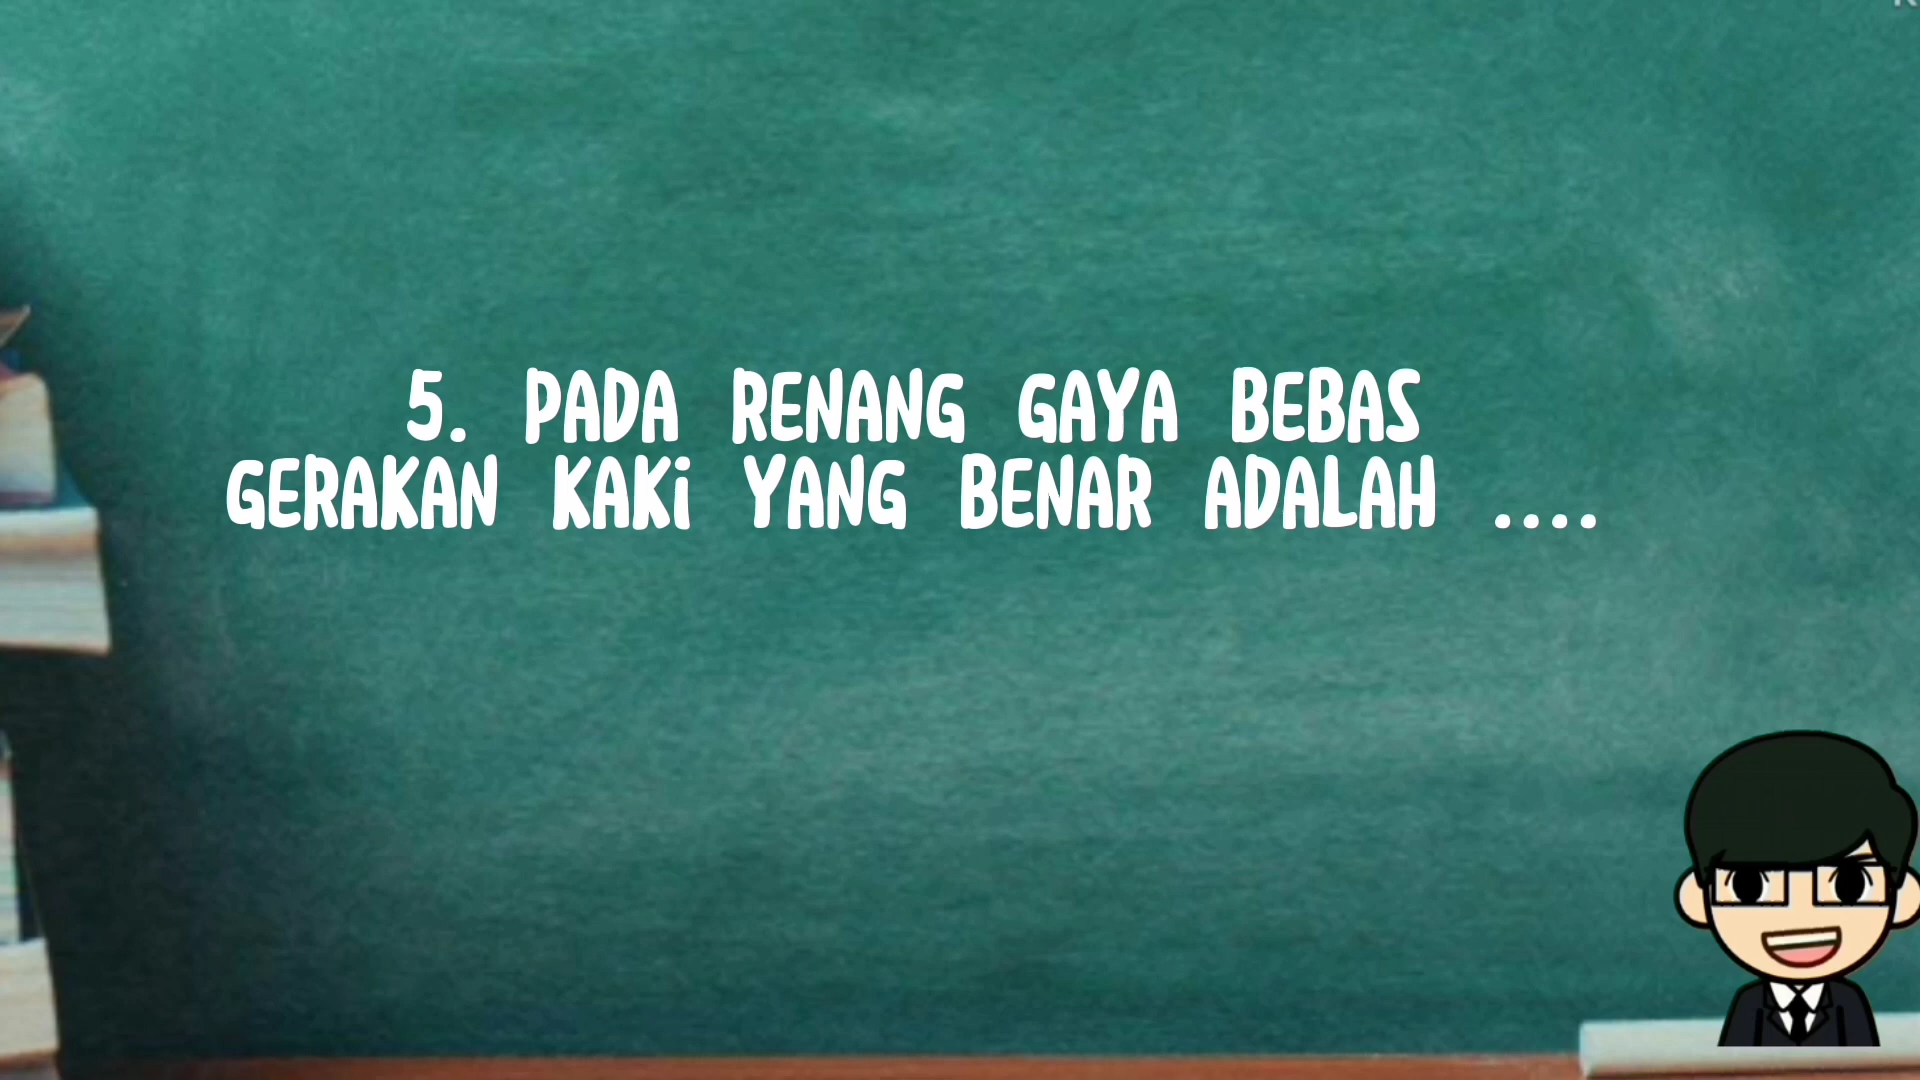 5. PADA RENANG GAYA BEBAS
GERAKAN KAKi YANG BENAR ADALAH ....